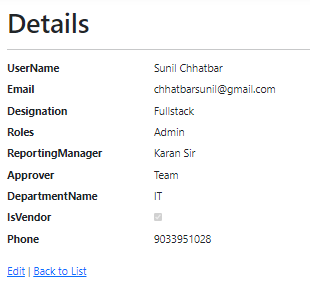 Details
UserName Sunil Chhatbar
Email chhatbarsunil@gmail.com
Designation Fullstack
Roles Admin
ReportingManager Karan Sir
Approver Team
DepartmentName IT
IsVendor
Phone 9033951028
Edit | Back to List